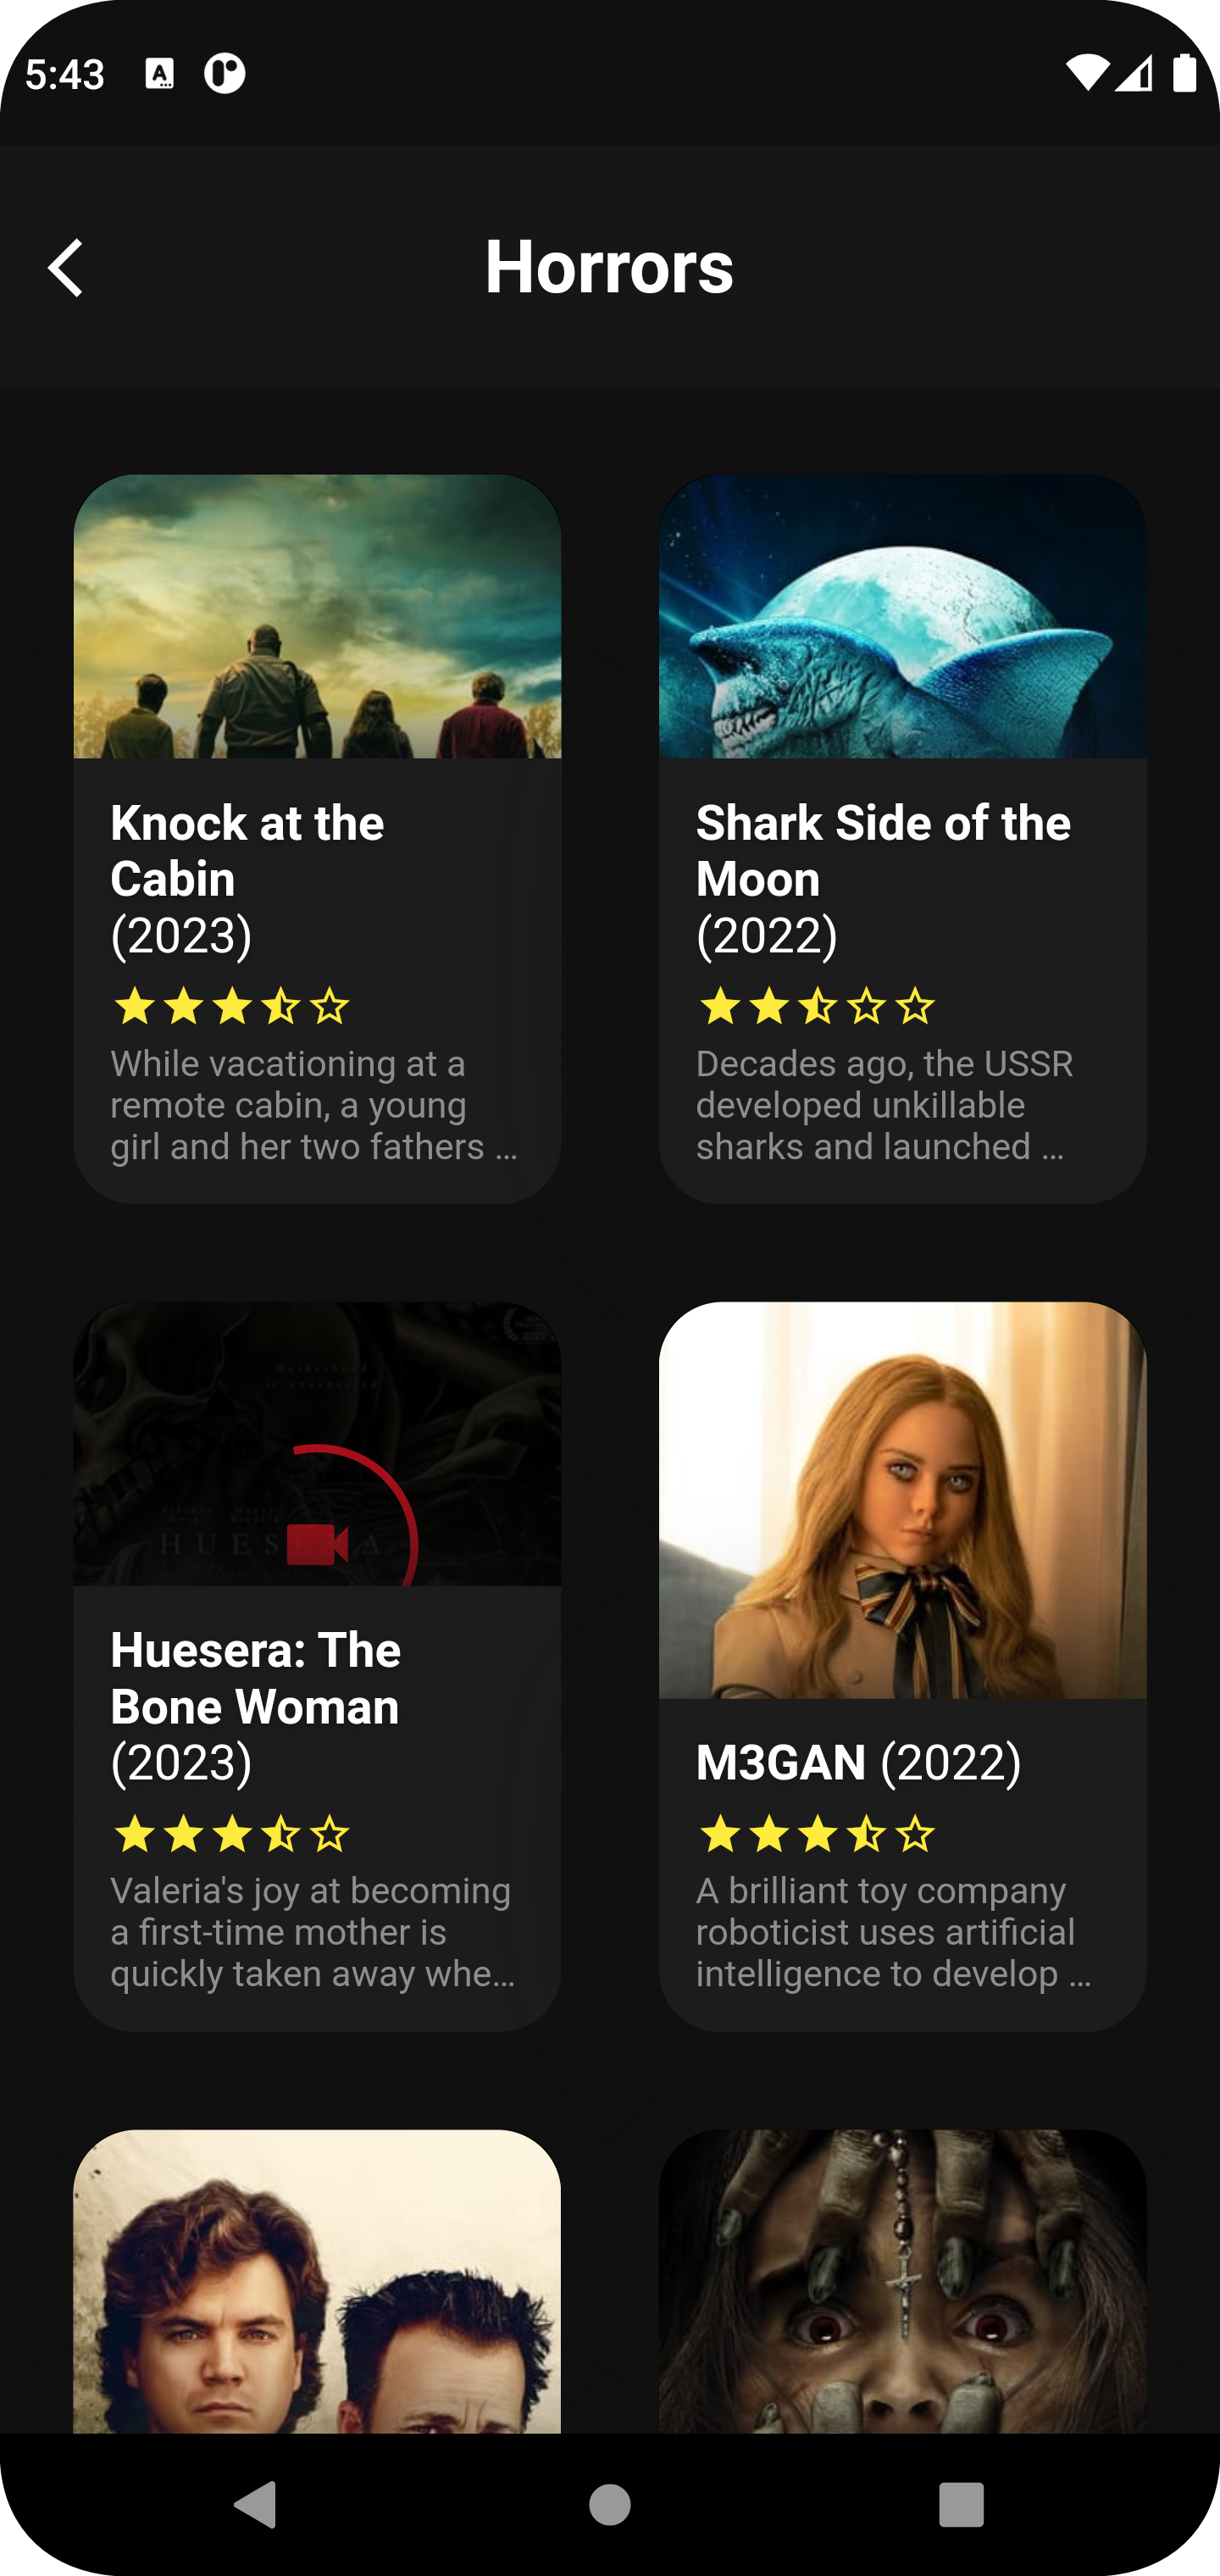 5:43
Horrors
Knock at the
Cabin
(2023)
While vacationing at a
remote cabin, a young
girl and her two fathers ...
Shark Side of the
Moon
(2022)
Decades ago, the USSR
developed unkillable
sharks and launched ...
Motherhood
is unexpected
HUESERA
Huesera: The
Bone Woman
(2023)
Valeria's joy at becoming
a first-time mother is
quickly taken away whe...
M3GAN (2022)
A brilliant toy company
roboticist uses artificial
intelligence to develop ...